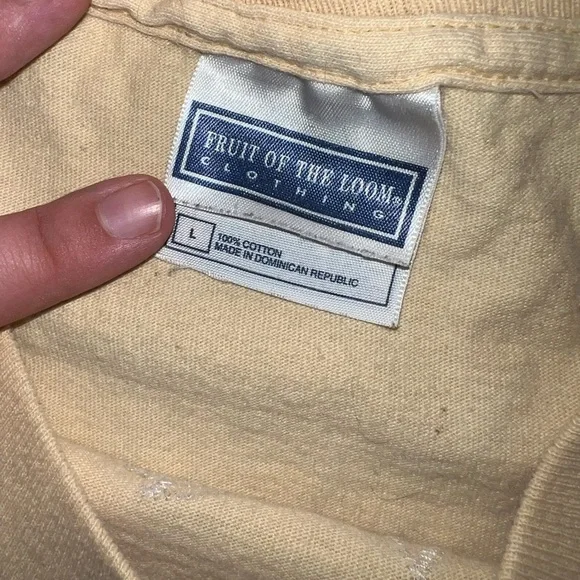 FRUIT OF THE LOOM®
CLOTHING
L
100% COTTON
MADE IN DOMINICAN REPUBLIC